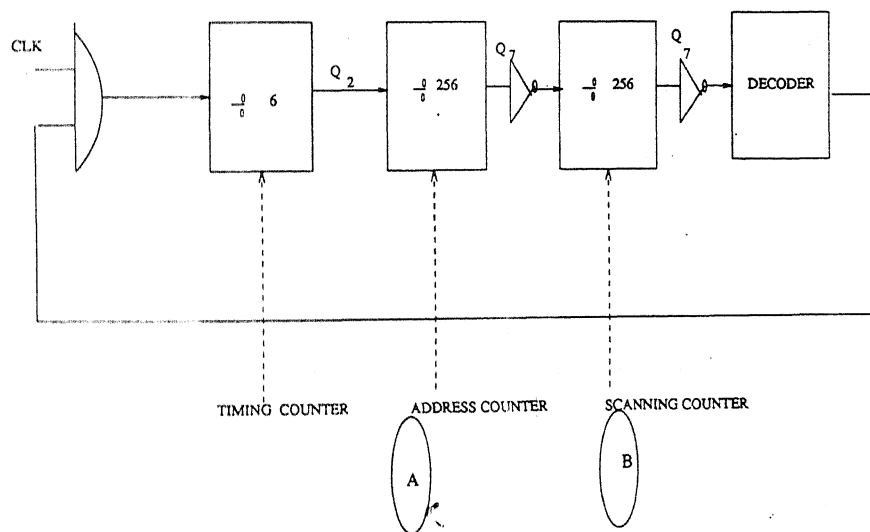 CLK
÷ 6
Q2
÷ 256
Q7
÷ 256
Q7
DECODER
TIMING COUNTER
ADDRESS COUNTER
SCANNING COUNTER
A
B